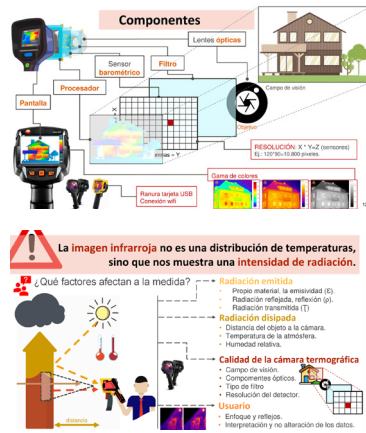 Componentes
Lentes ópticas
Sensor barométrico
Filtro
Procesador
Pantalla
Campo de visión
Objetivo
RESOLUCIÓN: X * Y=Z (sensores)
Ej.: 120*90=10.800 píxeles.
Gama de colores
Ranura tarjeta USB
Conexión wifi
La imagen infrarroja no es una distribución de temperaturas,
sino que nos muestra una intensidad de radiación.
¿Qué factores afectan a la medida?
Radiación emitida
Propio material, la emisividad (Ɛ).
Radiación reflejada, reflexión (ρ).
Radiación transmitida (Ţ)
Radiación disipada
Distancia del objeto a la cámara.
Temperatura de la atmósfera.
Humedad relativa.
Calidad de la cámara termográfica
Campo de visión.
Componentes ópticos.
Tipo de filtro
Resolución del detector.
distancia
Usuario
Enfoque y reflejos.
Interpretación y no alteración de los datos.